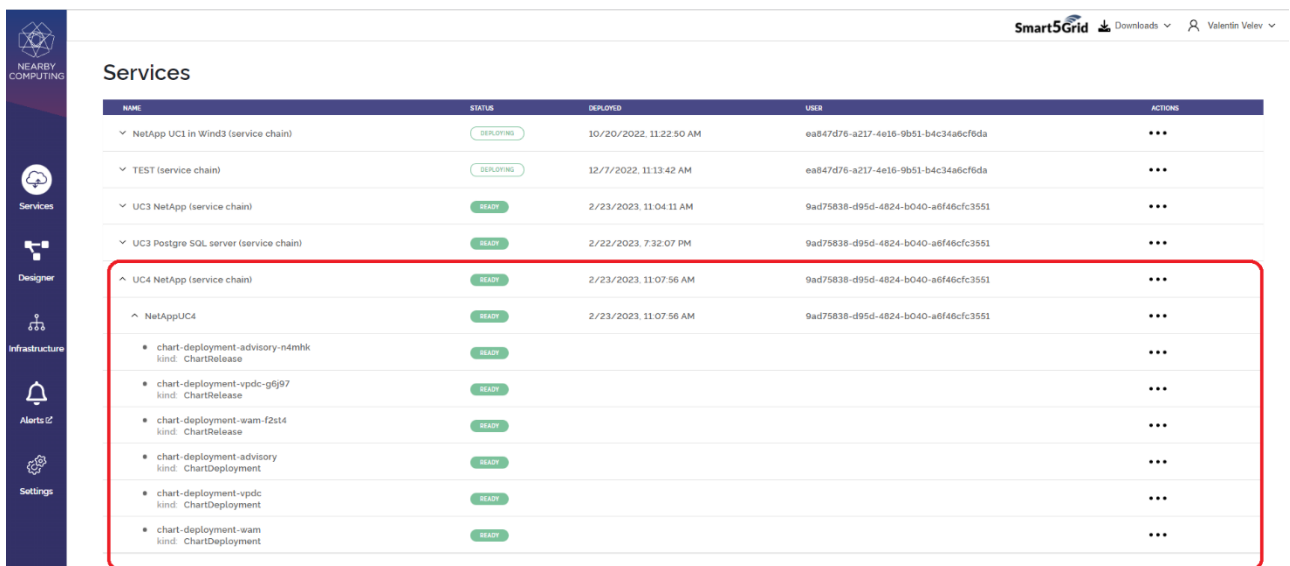 Smart5Grid Downloads Valentin Velev
NEARBY
COMPUTING
Services
NAME STATUS DEPLOYED USER ACTIONS
NetApp UC1 in Wind3 (service chain) DEPLOYING 10/20/2022, 11:22:50 AM ea847d76-a217-4e16-9b51-b4c34a6cf6da
TEST (service chain) DEPLOYING 12/7/2022, 11:13:42 AM ea847d76-a217-4e16-9b51-b4c34a6cf6da
Services
UC3 NetApp (service chain) READY 2/23/2023, 11:04:11 AM 9ad75838-d95d-4824-b040-a6f46cfc3551
UC3 Postgre SQL server (service chain) READY 2/22/2023, 7:32:07 PM 9ad75838-d95d-4824-b040-a6f46cfc3551
Designer
UC4 NetApp (service chain) READY 2/23/2023, 11:07:56 AM 9ad75838-d95d-4824-b040-a6f46cfc3551
NetAppUC4 READY 2/23/2023, 11:07:56 AM 9ad75838-d95d-4824-b040-a6f46cfc3551
Infrastructure
chart-deployment-advisory-n4mhk READY
kind: ChartRelease
chart-deployment-vpdc-g6j97 READY
kind: ChartRelease
Alerts
chart-deployment-wam-f2st4 READY
kind: ChartRelease
chart-deployment-advisory READY
kind: ChartDeployment
Settings
chart-deployment-vpdc READY
kind: ChartDeployment
chart-deployment-wam READY
kind: ChartDeployment